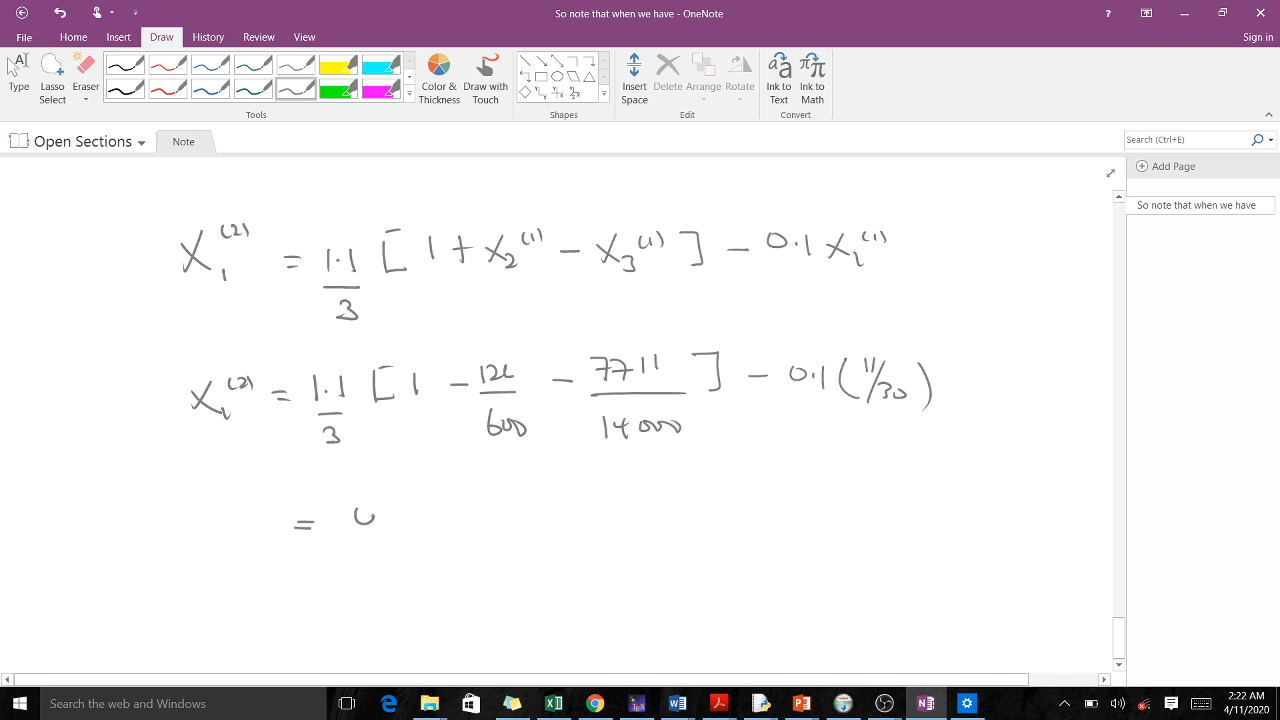 So note that when we have - OneNote
File Home Insert Draw History Review View Sign in
Type Lasso Select Eraser Color & Thickness Draw with Touch Insert Space Delete Arrange Rotate Ink to Text Ink to Math
Tools Shapes Edit Convert
Open Sections Note Search (Ctrl+E)
Add Page
So note that when we have
X₁⁽²⁾ = 1.1/3 [ 1 + X₂⁽¹⁾ − X₃⁽¹⁾ ] − 0.1 X₁⁽¹⁾
X₁⁽²⁾ = 1.1/3 [ 1 − /600 − 7711/14000 ] − 0.1 ( 11/30 )
=
Search the web and Windows
2:22 AM
4/11/2020